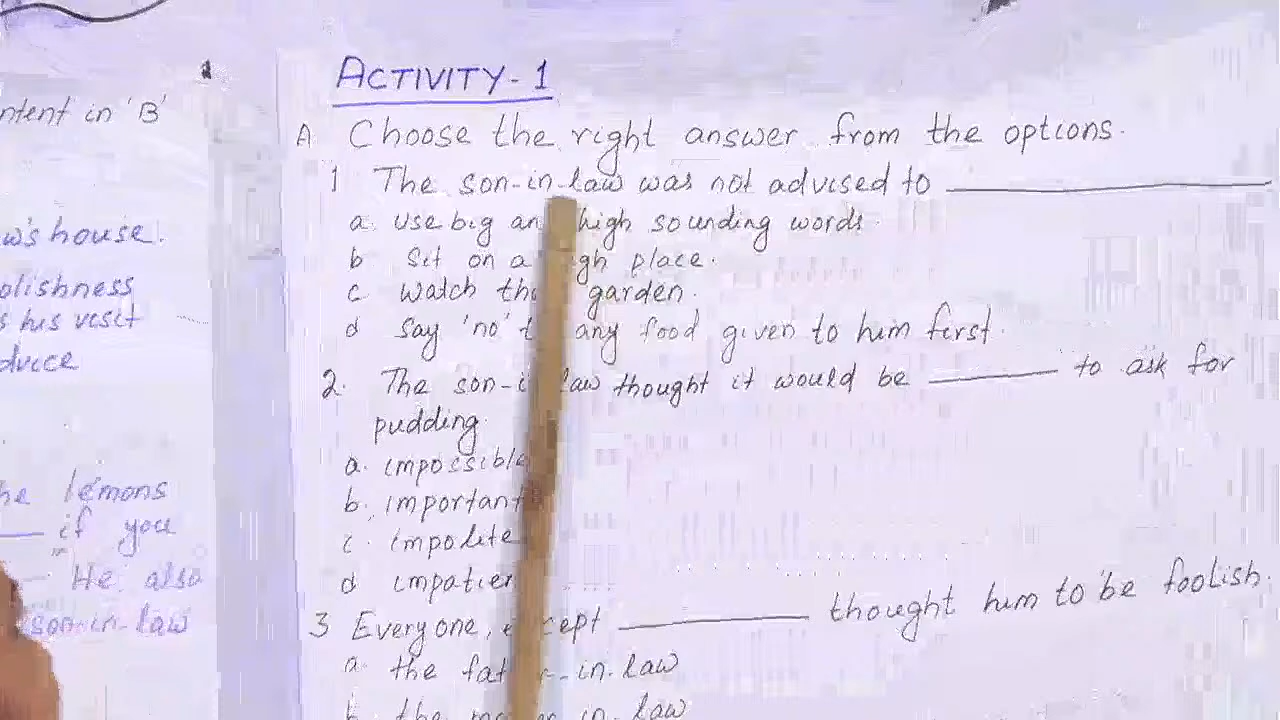 ntent in 'B'
w's house.
olishness
s his visit
dvice
he lemons
if you
He also
son-in-law
ACTIVITY-1
A Choose the right answer from the options.
1 The son-in-law was not advised to
a. use big an high sounding words
b sit on a gh place.
c watch th garden.
d say 'no' t any food given to him first.
2. The son-i law thought it would be to ask for
pudding.
a. impossible
b. important
c. impolite
d impatien
3 Everyone, e cept thought him to be foolish.
a. the fat -in-law
b the in-law